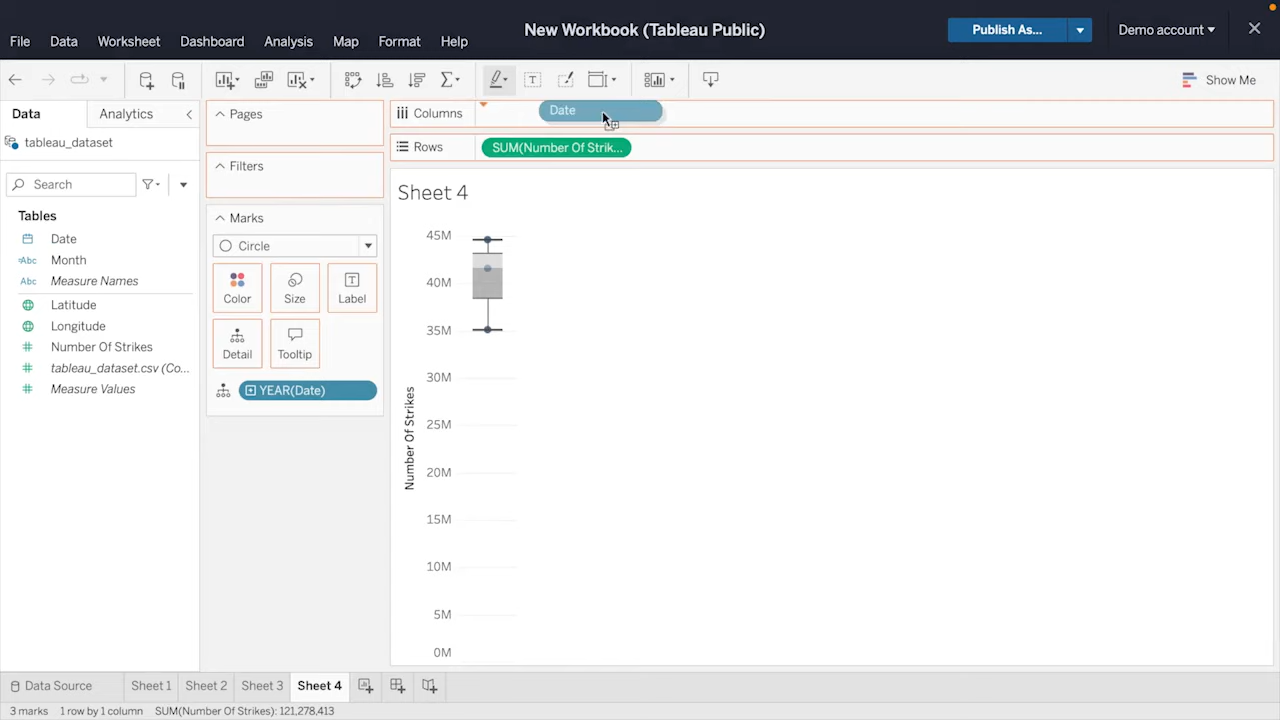 New Workbook (Tableau Public)
Publish As...
Demo account
File Data Worksheet Dashboard Analysis Map Format Help
Show Me
Data Analytics
tableau_dataset
Search
Tables
Date
Abc Month
Abc Measure Names
Latitude
Longitude
Number Of Strikes
tableau_dataset.csv (Co...
Measure Values
Pages
Filters
Marks
Circle
Color Size Label
Detail Tooltip
YEAR(Date)
Columns Date
Rows SUM(Number Of Strik...
Sheet 4
45M
40M
35M
30M
25M
20M
15M
10M
5M
0M
Number Of Strikes
Data Source Sheet 1 Sheet 2 Sheet 3 Sheet 4
3 marks 1 row by 1 column SUM(Number Of Strikes): 121,278,413